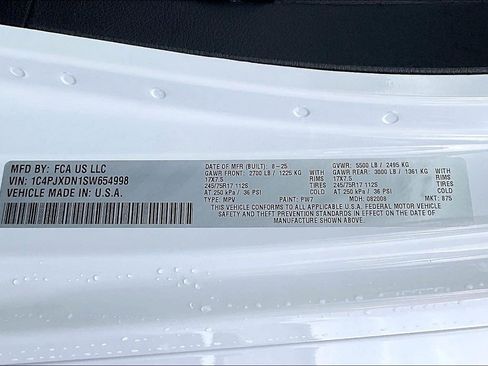 MFD BY: FCA US LLC
VIN: 1C4PJXDN1SW654998
VEHICLE MADE IN: U.S.A.
DATE OF MFR (BUILT): 8-25 GVWR: 5500 LB / 2495 KG
GAWR FRONT: 2700 LB / 1225 KG WITH GAWR REAR: 3000 LB / 1361 KG WITH
17X7.5 RIMS 17X7.5 RIMS
245/75R17 112S TIRES 245/75R17 112S TIRES
AT 250 kPa / 36 PSI COLD AT 250 kPa / 36 PSI COLD
TYPE: MPV PAINT: PW7 MDH: 082008 MKT: 875
THIS VEHICLE CONFORMS TO ALL APPLICABLE U.S.A. FEDERAL MOTOR VEHICLE
SAFETY AND THEFT PREVENTION STANDARDS IN EFFECT ON THE DATE OF
MANUFACTURE SHOWN ABOVE.